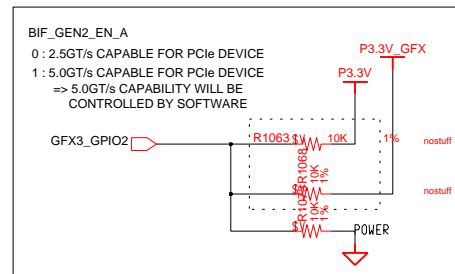 BIF_GEN2_EN_A
0 : 2.5GT/s CAPABLE FOR PCIe DEVICE
1 : 5.0GT/s CAPABLE FOR PCIe DEVICE
=> 5.0GT/s CAPABILITY WILL BE
CONTROLLED BY SOFTWARE
P3.3V_GFX
P3.3V
GFX3_GPIO2
R1063 10K 1% nostuff
R1068
10K
1%
nostuff
10K
1%
POWER